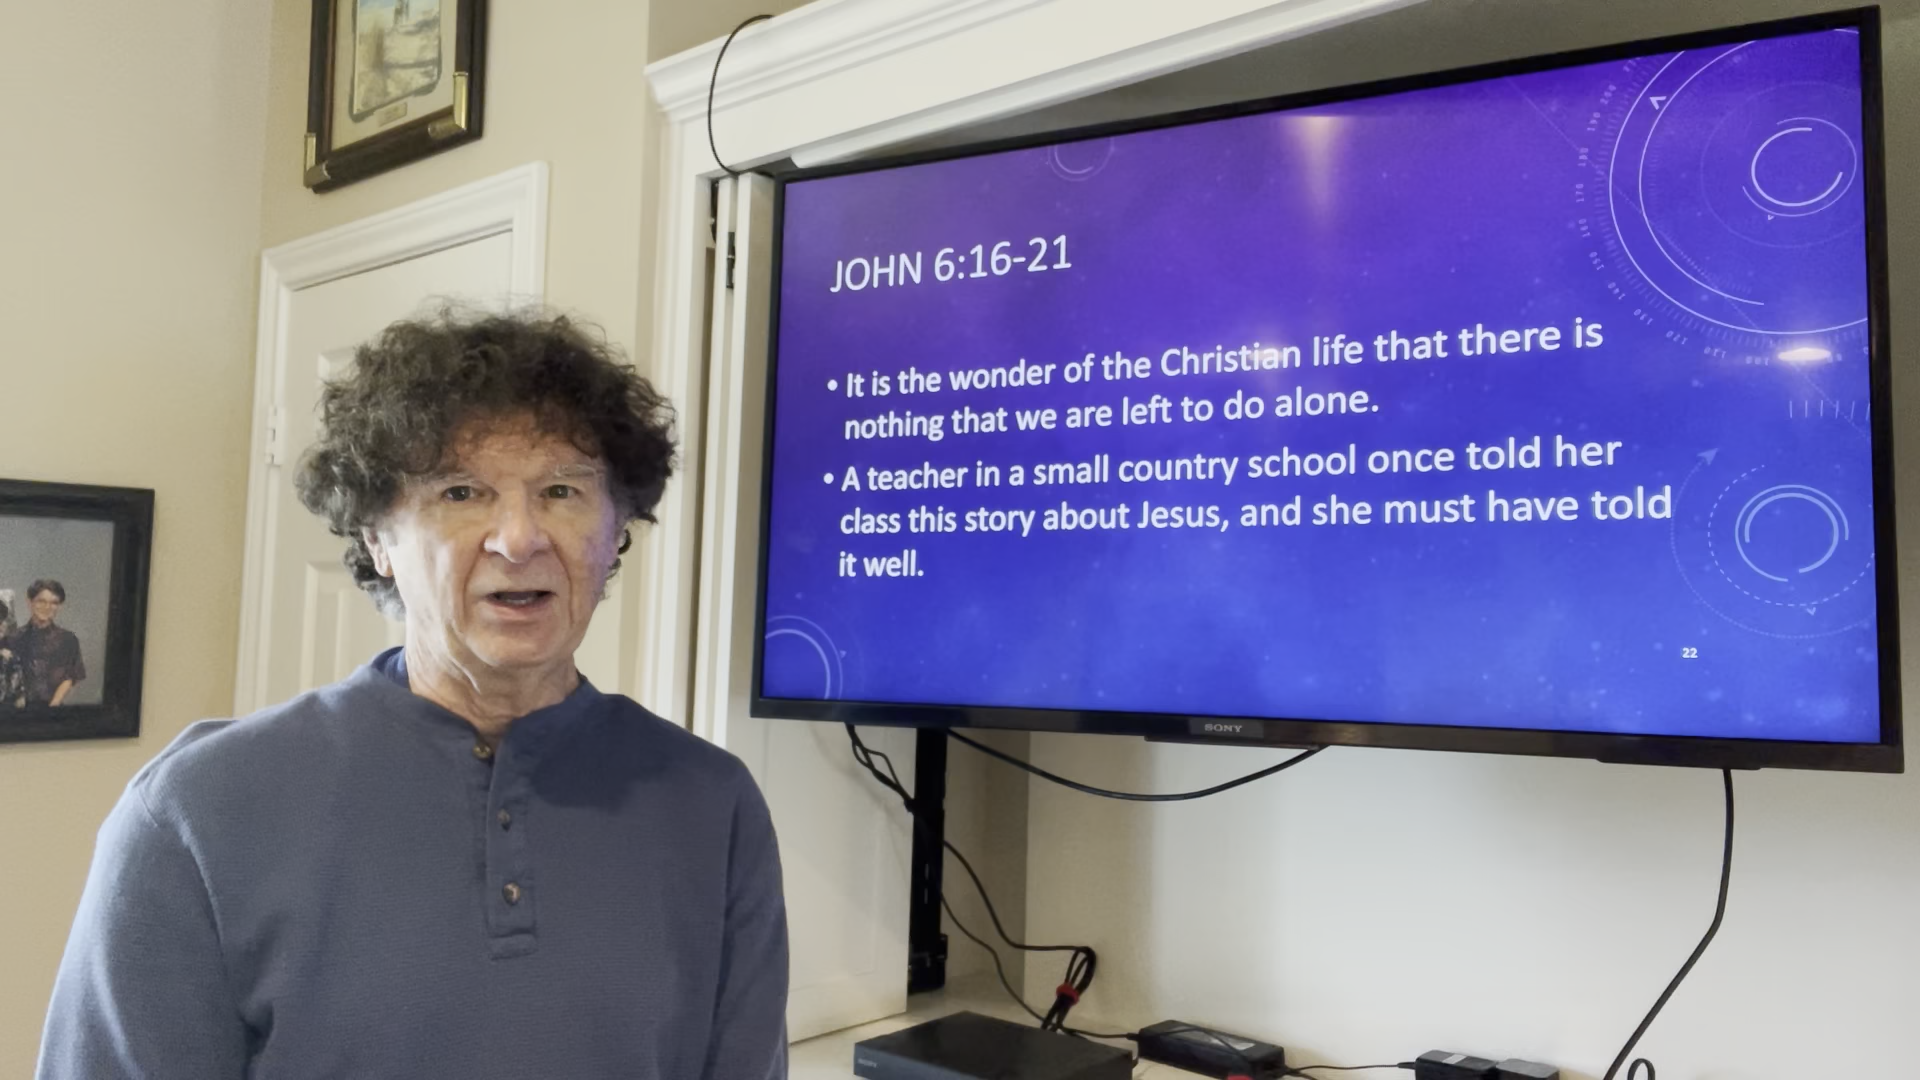 JOHN 6:16-21
• It is the wonder of the Christian life that there is
nothing that we are left to do alone.
• A teacher in a small country school once told her
class this story about Jesus, and she must have told
it well.
22
SONY